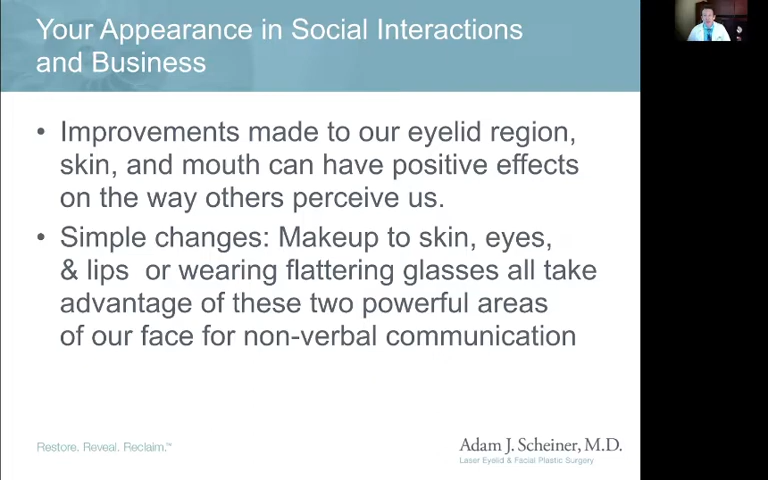 Your Appearance in Social Interactions
and Business
• Improvements made to our eyelid region,
skin, and mouth can have positive effects
on the way others perceive us.
• Simple changes: Makeup to skin, eyes,
& lips or wearing flattering glasses all take
advantage of these two powerful areas
of our face for non-verbal communication
Restore. Reveal. Reclaim.™
Adam J. Scheiner, M.D.
Laser Eyelid & Facial Plastic Surgery